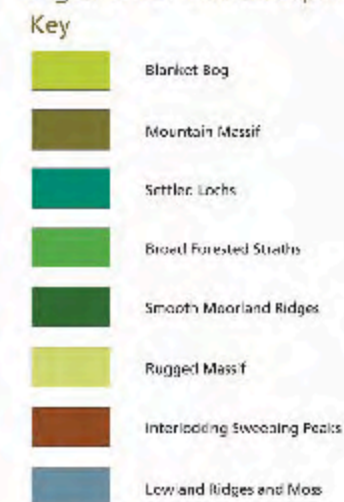 Key
Blanket Bog
Mountain Massif
Settled Lochs
Broad Forested Straths
Smooth Moorland Ridges
Rugged Massif
Interlocking Sweeping Peaks
Lowland Ridges and Moss